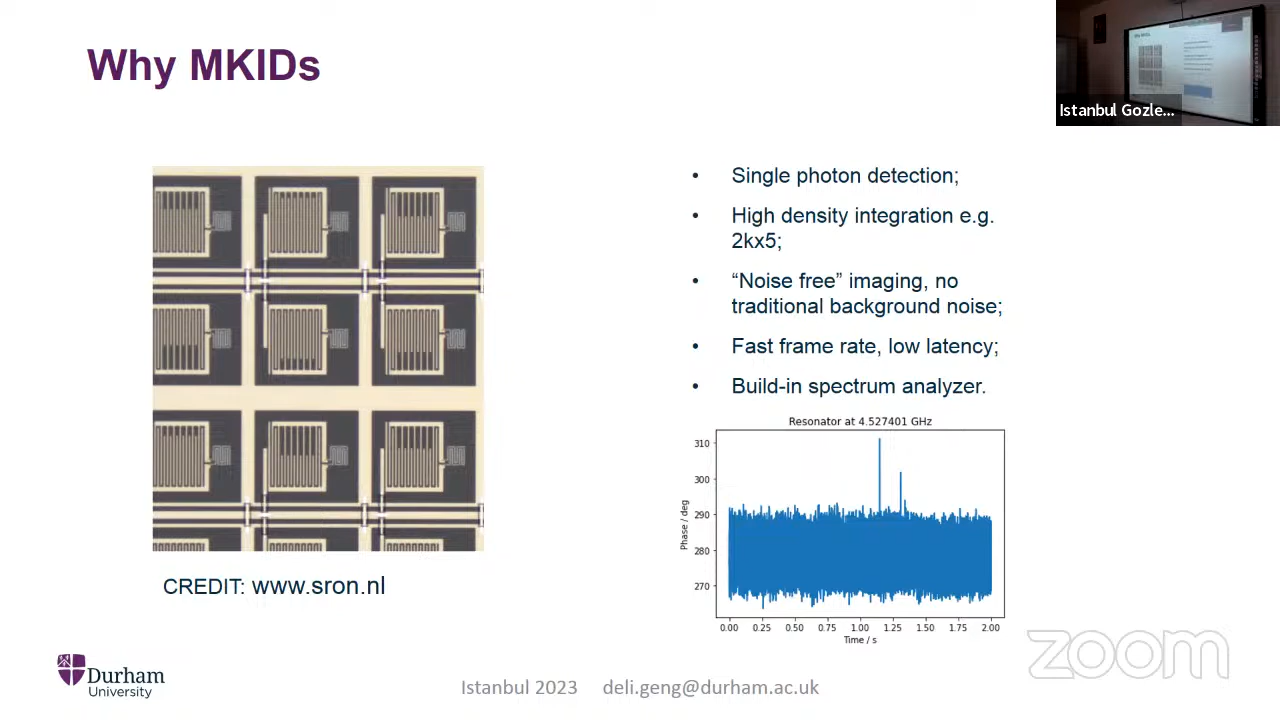 Why MKIDs
Istanbul Gozle...
• Single photon detection;
• High density integration e.g.
2kx5;
• “Noise free” imaging, no
traditional background noise;
• Fast frame rate, low latency;
• Build-in spectrum analyzer.
Resonator at 4.527401 GHz
310
300
290
280
270
Phase / deg
0.00 0.25 0.50 0.75 1.00 1.25 1.50 1.75 2.00
Time / s
CREDIT: www.sron.nl
Durham
University
Istanbul 2023 deli.geng@durham.ac.uk
zoom